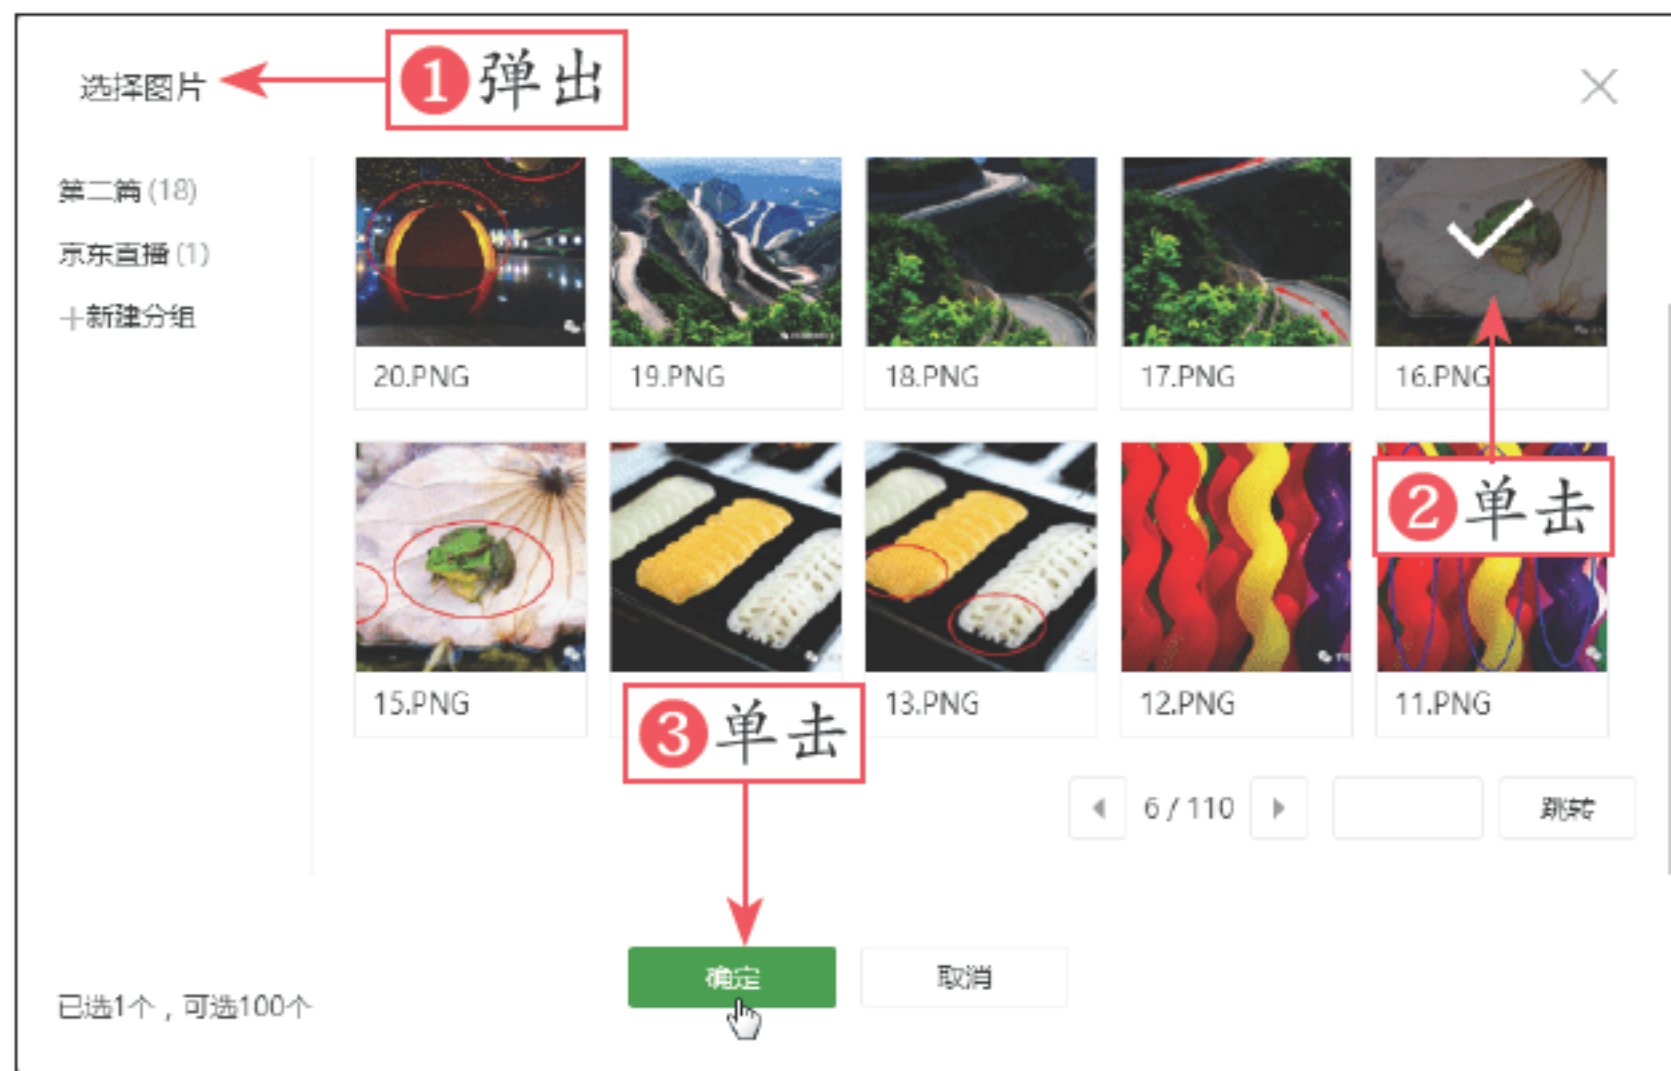 选择图片
❶弹出
第二篇 (18)
京东直播 (1)
+新建分组
20.PNG
19.PNG
18.PNG
17.PNG
16.PNG
❷单击
15.PNG
13.PNG
12.PNG
11.PNG
❸单击
6 / 110
跳转
确定
取消
已选1个，可选100个